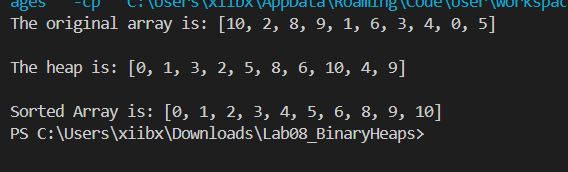 ages   -cp   C:\Users\xiibx\AppData\Roaming\Code\User\workspac
The original array is: [10, 2, 8, 9, 1, 6, 3, 4, 0, 5]
The heap is: [0, 1, 3, 2, 5, 8, 6, 10, 4, 9]
Sorted Array is: [0, 1, 2, 3, 4, 5, 6, 8, 9, 10]
PS C:\Users\xiibx\Downloads\Lab08_BinaryHeaps>